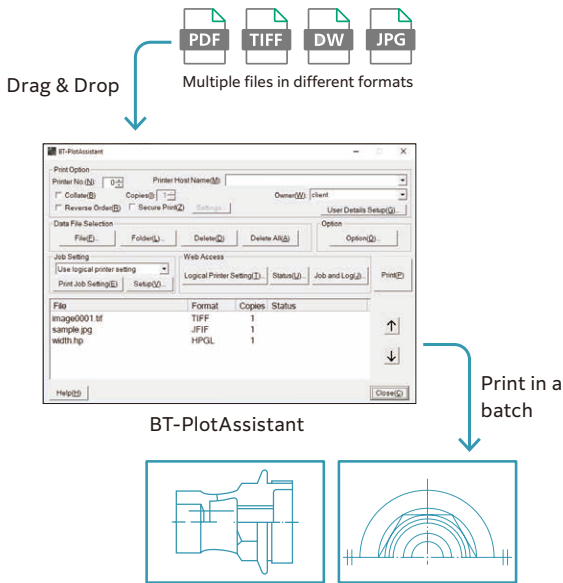 PDF TIFF DW JPG
Drag & Drop
Multiple files in different formats
BT-PlotAssistant
Print Option
Printer No.(N): 0 Printer Host Name(M):
Collate(B) Copies(I): 1 Owner(W): client
Reverse Order(R) Secure Print(Z) Settings... User Details Setup(G)...
Data File Selection Option
File(F)... Folder(L)... Delete(D) Delete All(A) Option(O)...
Job Setting Web Access
Use logical printer setting
Logical Printer Setting(T)... Status(U)... Job and Log(J)... Print(P)
Print Job Setting(E) Setup(V)...
File Format Copies Status
image0001.tif TIFF 1
sample.jpg JFIF 1
width.hp HPGL 1
Help(H) Close(C)
Print in a
batch
BT-PlotAssistant